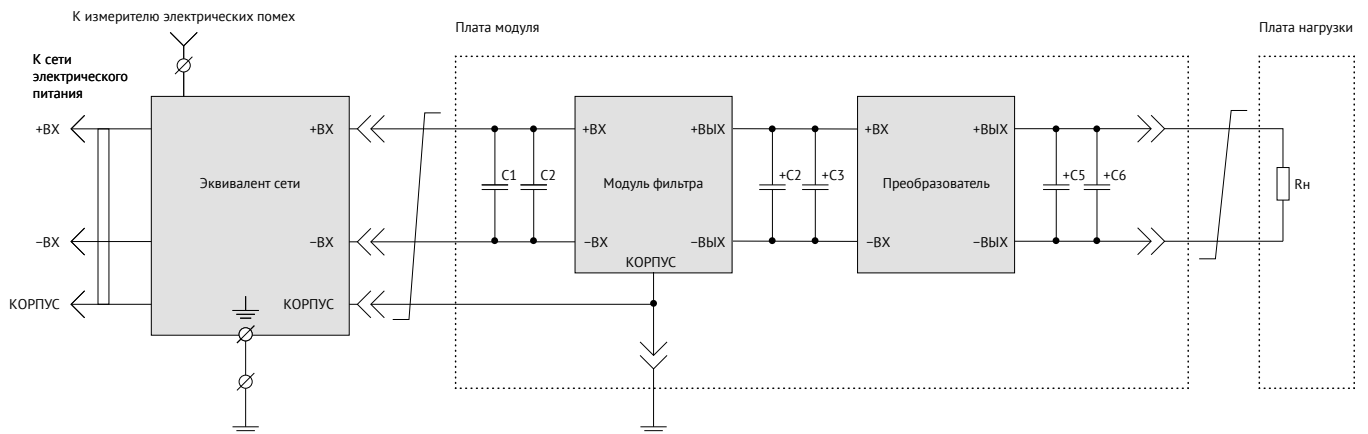 К измерителю электрических помех
Плата модуля
Плата нагрузки
К сети
электрического
питания
+ВХ
+ВХ
+ВХ
+ВЫХ
+ВХ
+ВЫХ
Эквивалент сети
C1
C2
Модуль фильтра
+C2
+C3
Преобразователь
+C5
+C6
Rн
−ВХ
−ВХ
−ВХ
−ВЫХ
−ВХ
−ВЫХ
КОРПУС
КОРПУС
КОРПУС